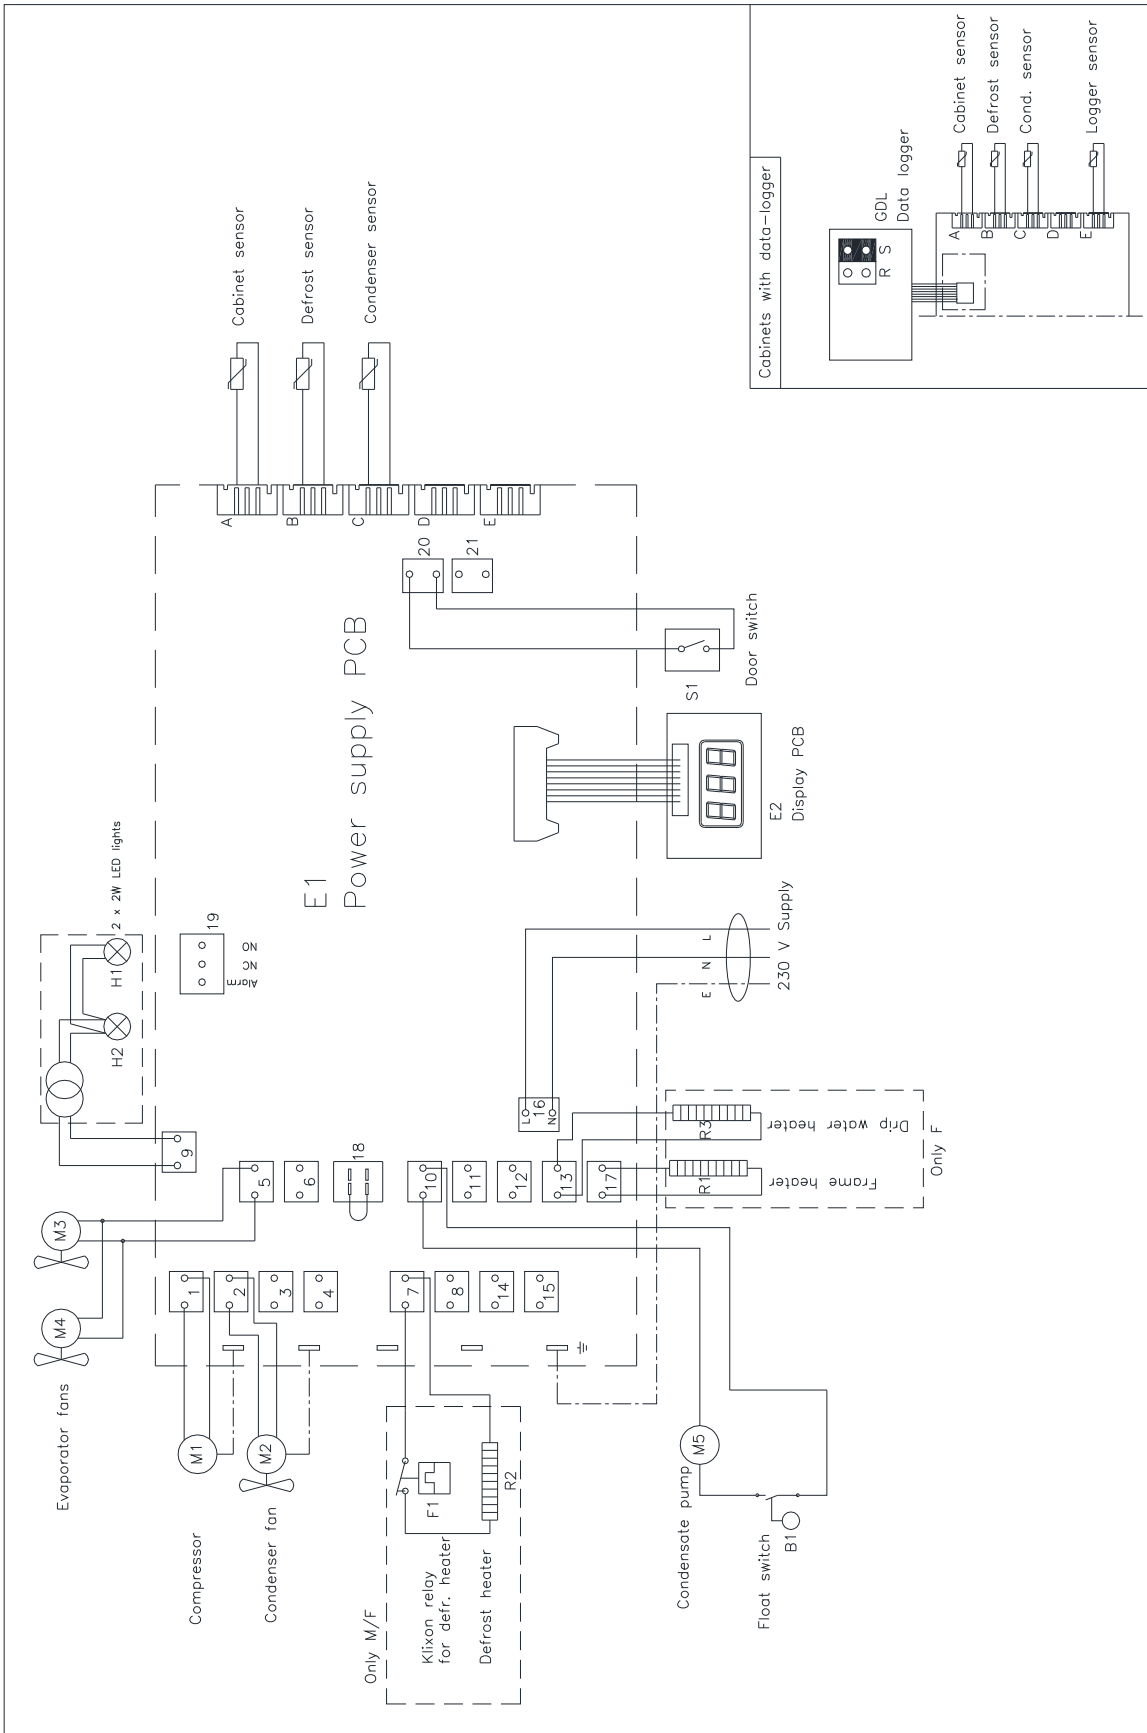 Evaporator fans
M4
M3
2 x 2W LED lights
H2
H1
Compressor
M1
Condenser fan
M2
1
2
3
4
5
6
9
18
19
Alarm
NC
NO
E1
Power supply PCB
A
B
C
D
E
Cabinet sensor
Defrost sensor
Condenser sensor
Only M/F
Klixon relay
for defr. heater
Defrost heater
F1
R2
7
8
14
15
10
11
12
13
17
L
16
N
20
21
Condensate pump
M5
Float switch
B1
R1
Frame heater
R3
Drip water heater
Only F
E
N
L
230 V Supply
E2
Display PCB
S1
Door switch
Cabinets with data-logger
R
S
GDL
Data logger
A
B
C
D
E
Cabinet sensor
Defrost sensor
Cond. sensor
Logger sensor